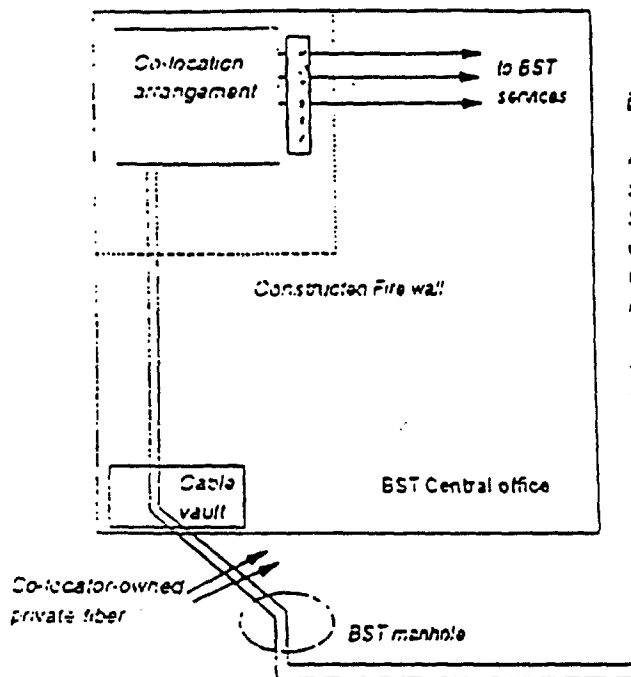 Co-location
arrangement
to BST
services
Constructed Fire wall
Cable
vault
BST Central office
Co-locator-owned
private fiber
BST manhole